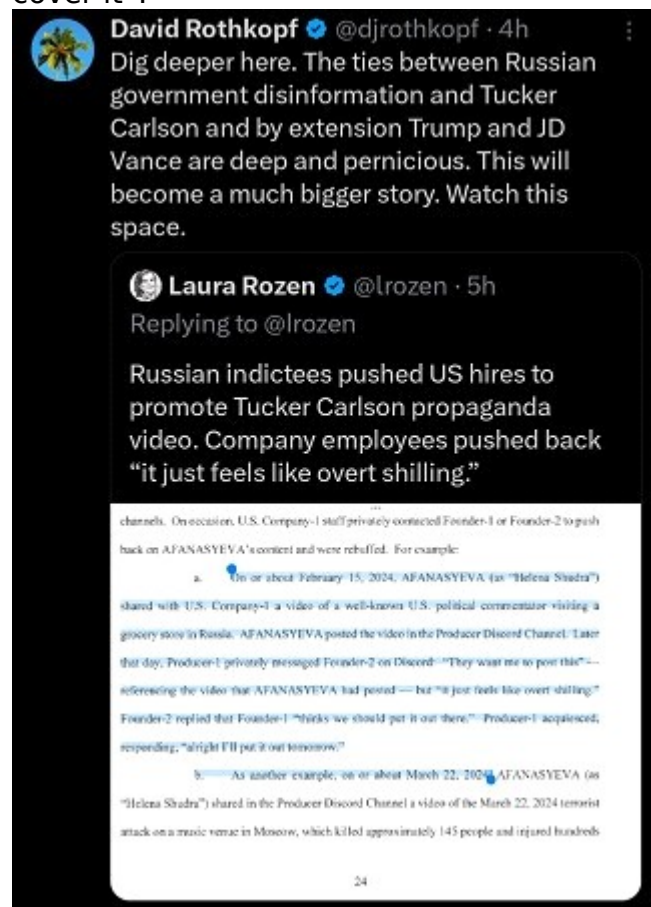 cover it".
David Rothkopf @djrothkopf · 4h
Dig deeper here. The ties between Russian
government disinformation and Tucker
Carlson and by extension Trump and JD
Vance are deep and pernicious. This will
become a much bigger story. Watch this
space.
Laura Rozen @lrozen · 5h
Replying to @lrozen
Russian indictees pushed US hires to
promote Tucker Carlson propaganda
video. Company employees pushed back
“it just feels like overt shilling.”
channels. On occasion, U.S. Company-1 staff privately contacted Founder-1 or Founder-2 to push
back on AFANASYEVA's content and were rebuffed. For example:
a. On or about February 15, 2024, AFANASYEVA (as "Helena Shudra")
shared with U.S. Company-1 a video of a well-known U.S. political commentator visiting a
grocery store in Russia. AFANASYEVA posted the video in the Producer Discord Channel. Later
that day, Producer-1 privately messaged Founder-2 on Discord: "They want me to post this" —
referencing the video that AFANASYEVA had posted — but "it just feels like overt shilling."
Founder-2 replied that Founder-1 "thinks we should put it out there." Producer-1 acquiesced,
responding, "alright I'll put it out tomorrow."
b. As another example, on or about March 22, 2024, AFANASYEVA (as
"Helena Shudra") shared in the Producer Discord Channel a video of the March 22, 2024 terrorist
attack on a music venue in Moscow, which killed approximately 145 people and injured hundreds
24